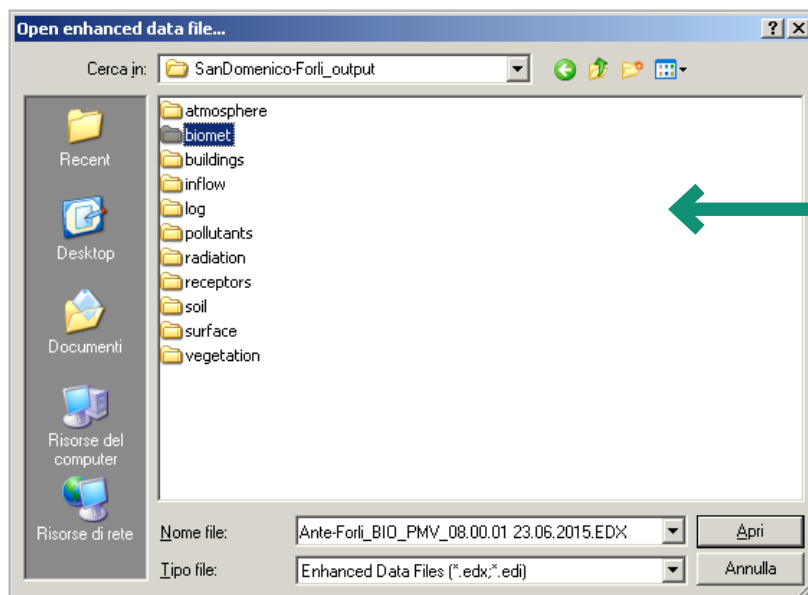 Open enhanced data file...
Cerca in: SanDomenico-Forli_output
atmosphere
biomet
buildings
inflow
log
pollutants
radiation
receptors
soil
surface
vegetation
Recent
Desktop
Documenti
Risorse del
computer
Risorse di rete
Nome file: Ante-Forli_BIO_PMV_08.00.01 23.06.2015.EDX Apri
Tipo file: Enhanced Data Files (*.edx;*.edi) Annulla